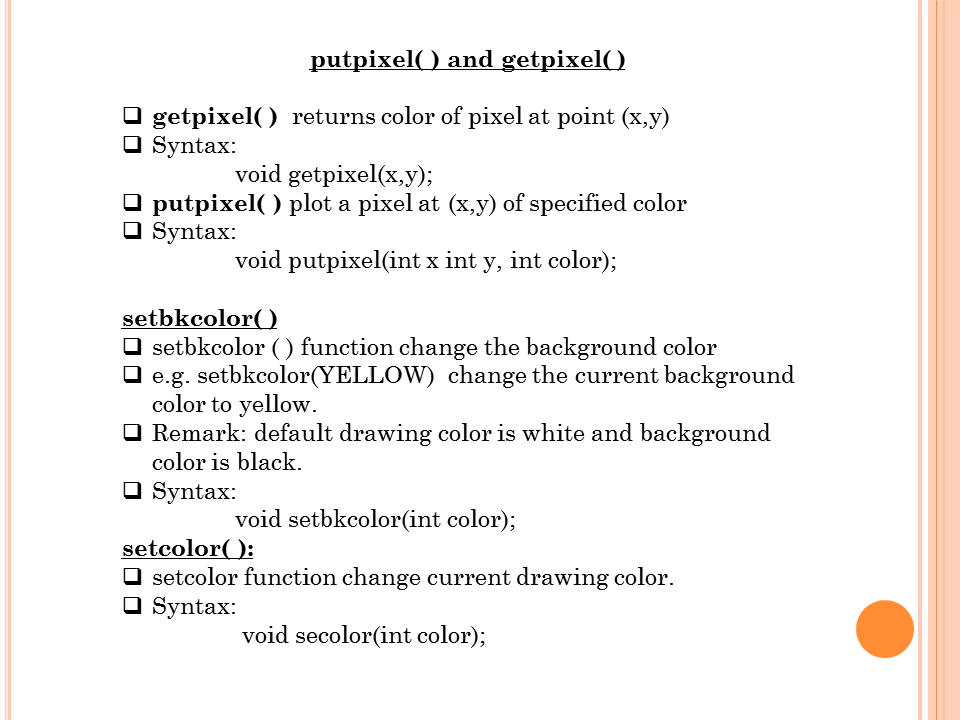 putpixel( ) and getpixel( )
❑ getpixel( ) returns color of pixel at point (x,y)
❑ Syntax:
void getpixel(x,y);
❑ putpixel( ) plot a pixel at (x,y) of specified color
❑ Syntax:
void putpixel(int x int y, int color);
setbkcolor( )
❑ setbkcolor ( ) function change the background color
❑ e.g. setbkcolor(YELLOW) change the current background
color to yellow.
❑ Remark: default drawing color is white and background
color is black.
❑ Syntax:
void setbkcolor(int color);
setcolor( ):
❑ setcolor function change current drawing color.
❑ Syntax:
void secolor(int color);